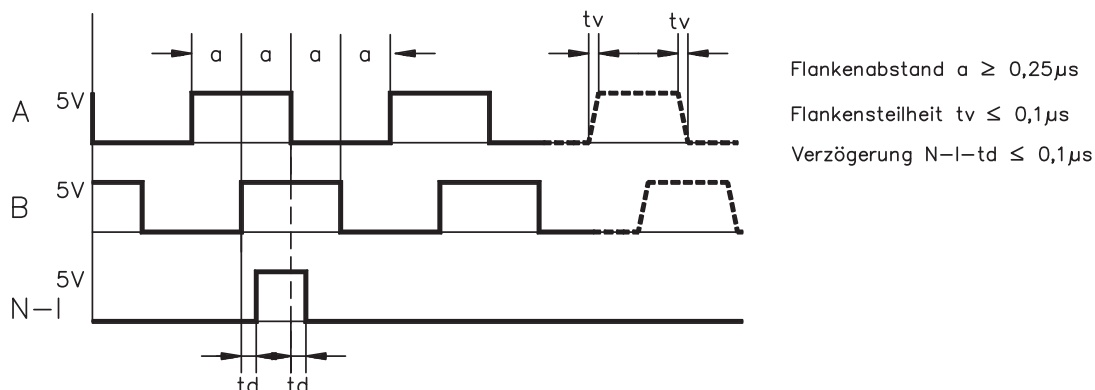 tv tv
a a a a
A 5V
B 5V
N-I 5V
td td
Flankenabstand a ≥ 0,25µs
Flankensteilheit tv ≤ 0,1µs
Verzögerung N-I-td ≤ 0,1µs